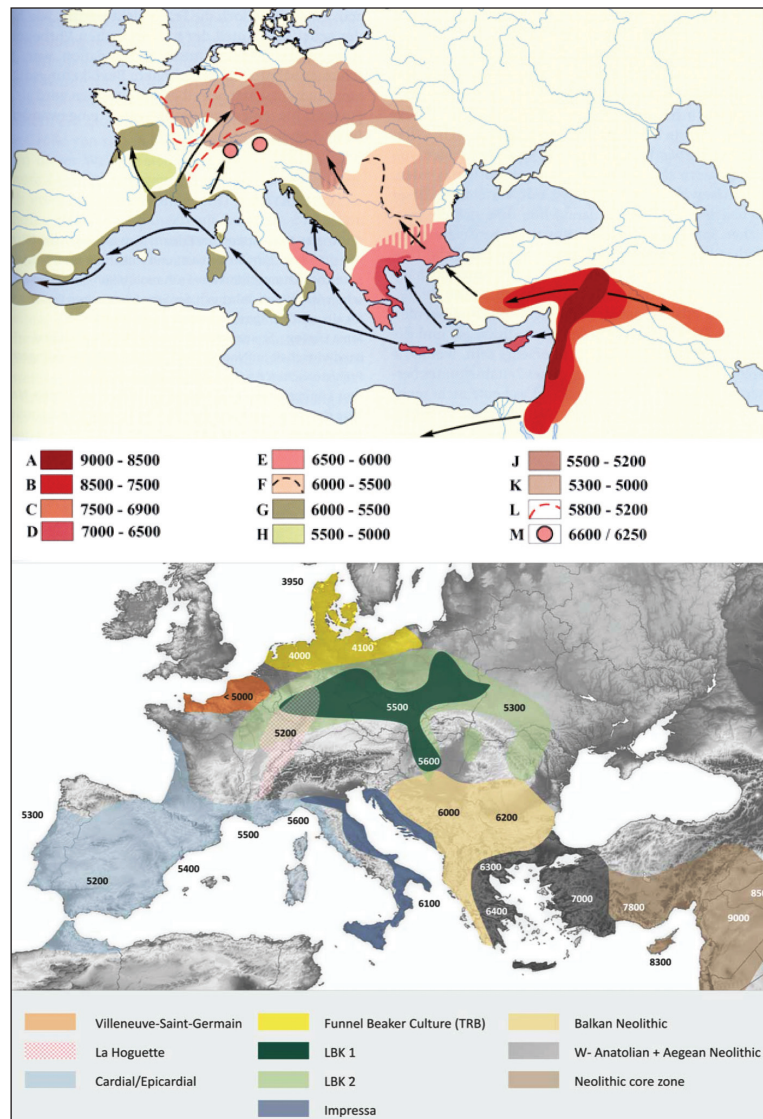 A 9000 - 8500
B 8500 - 7500
C 7500 - 6900
D 7000 - 6500
E 6500 - 6000
F 6000 - 5500
G 6000 - 5500
H 5500 - 5000
J 5500 - 5200
K 5300 - 5000
L 5800 - 5200
M 6600 / 6250
3950
4100
4000
< 5000
5500
5300
5200
5600
6000
6200
5300
5600
5500
5400
5200
6300
6100
6400
7000
7800
850
9000
8300
Villeneuve-Saint-Germain
La Hoguette
Cardial/Epicardial
Funnel Beaker Culture (TRB)
LBK 1
LBK 2
Impressa
Balkan Neolithic
W- Anatolian + Aegean Neolithic
Neolithic core zone